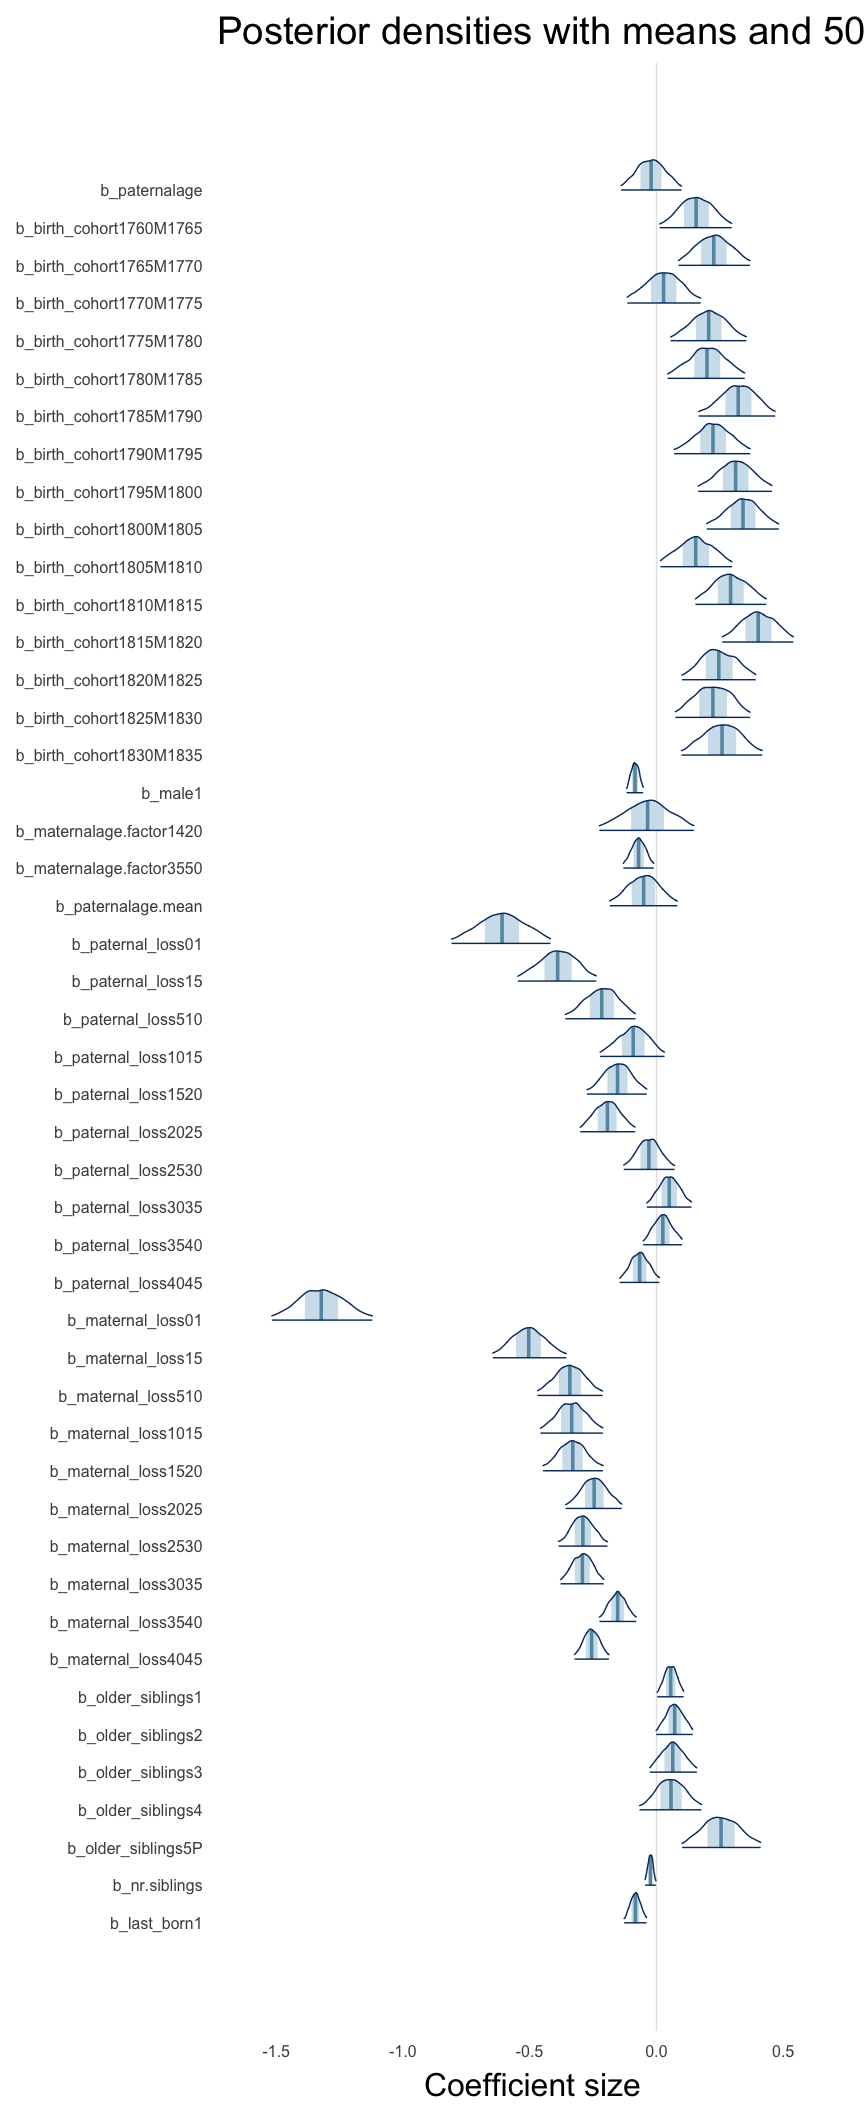 Posterior densities with means and 50
b_paternalage
b_birth_cohort1760M1765
b_birth_cohort1765M1770
b_birth_cohort1770M1775
b_birth_cohort1775M1780
b_birth_cohort1780M1785
b_birth_cohort1785M1790
b_birth_cohort1790M1795
b_birth_cohort1795M1800
b_birth_cohort1800M1805
b_birth_cohort1805M1810
b_birth_cohort1810M1815
b_birth_cohort1815M1820
b_birth_cohort1820M1825
b_birth_cohort1825M1830
b_birth_cohort1830M1835
b_male1
b_maternalage.factor1420
b_maternalage.factor3550
b_paternalage.mean
b_paternal_loss01
b_paternal_loss15
b_paternal_loss510
b_paternal_loss1015
b_paternal_loss1520
b_paternal_loss2025
b_paternal_loss2530
b_paternal_loss3035
b_paternal_loss3540
b_paternal_loss4045
b_maternal_loss01
b_maternal_loss15
b_maternal_loss510
b_maternal_loss1015
b_maternal_loss1520
b_maternal_loss2025
b_maternal_loss2530
b_maternal_loss3035
b_maternal_loss3540
b_maternal_loss4045
b_older_siblings1
b_older_siblings2
b_older_siblings3
b_older_siblings4
b_older_siblings5P
b_nr.siblings
b_last_born1
-1.5 -1.0 -0.5 0.0 0.5
Coefficient size